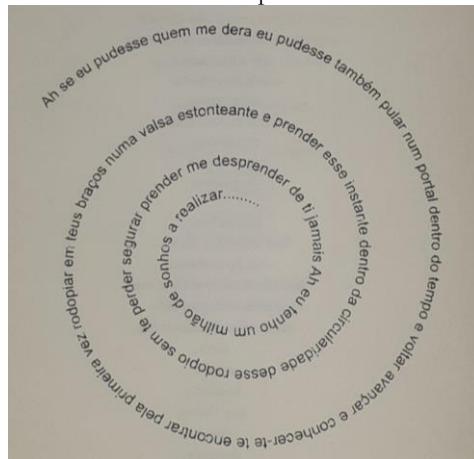 Ah se eu pudesse quem me dera eu pudesse também pular num portal dentro do tempo e voltar avançar e conhecer-te te encontrar pela primeira vez rodopiar em teus braços numa valsa estonteante e prender esse instante dentro da circularidade desse rodopio sem te perder segurar prender me desprender de ti jamais Ah eu tenho um milhão de sonhos a realizar.........